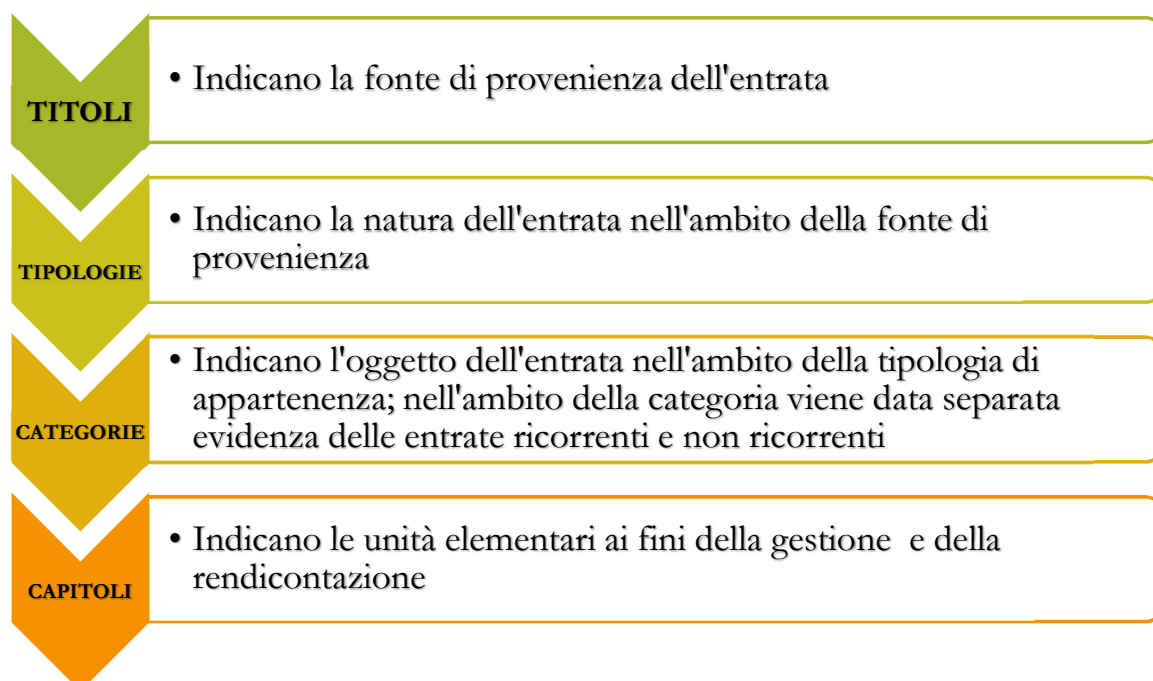 TITOLI
• Indicano la fonte di provenienza dell'entrata
TIPOLOGIE
• Indicano la natura dell'entrata nell'ambito della fonte di
provenienza
CATEGORIE
• Indicano l'oggetto dell'entrata nell'ambito della tipologia di
appartenenza; nell'ambito della categoria viene data separata
evidenza delle entrate ricorrenti e non ricorrenti
CAPITOLI
• Indicano le unità elementari ai fini della gestione  e della
rendicontazione